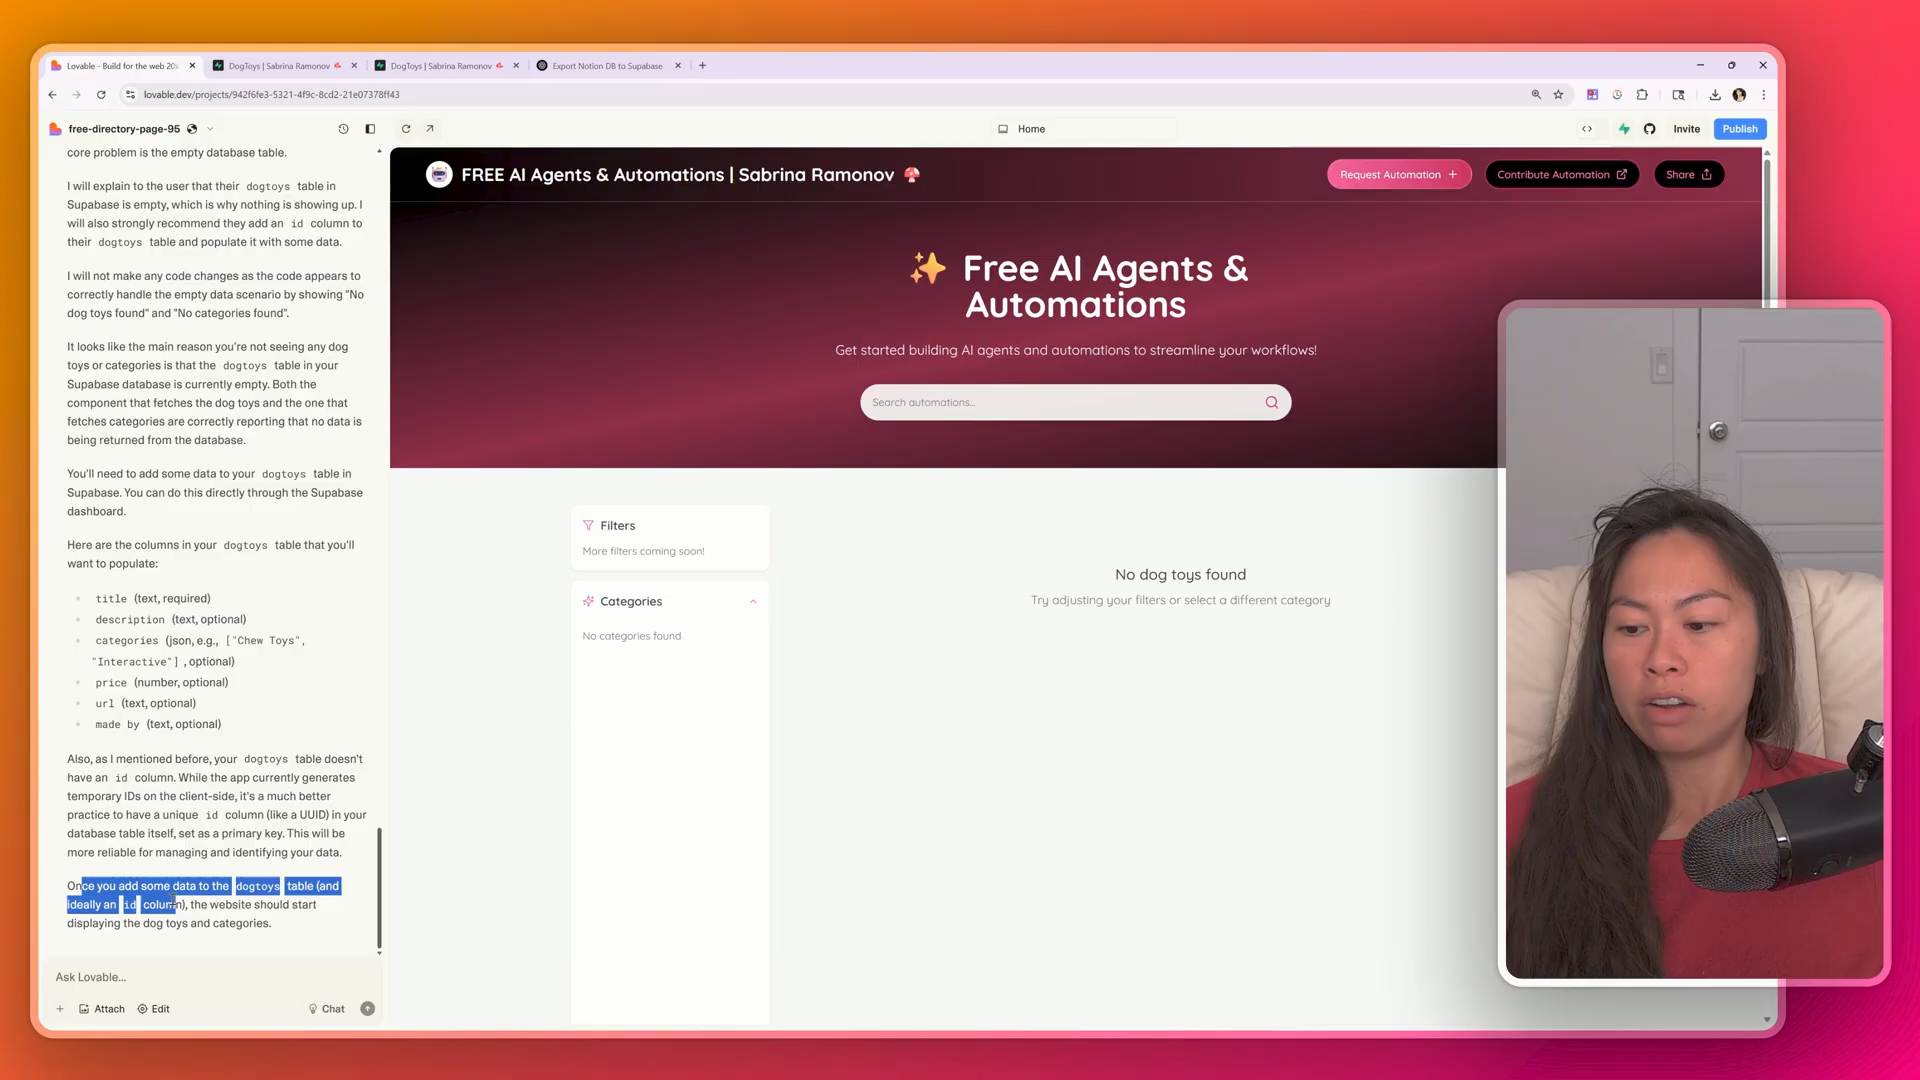 Lovable - Build for the web 20x
DogToys | Sabrina Ramonov
DogToys | Sabrina Ramonov
Export Notion DB to Supabase
lovable.dev/projects/942f6fe3-5321-4f9c-8cd2-21e07378ff43
free-directory-page-95
Home
Invite
Publish
core problem is the empty database table.
I will explain to the user that their dogtoys table in
Supabase is empty, which is why nothing is showing up. I
will also strongly recommend they add an id column to
their dogtoys table and populate it with some data.
I will not make any code changes as the code appears to
correctly handle the empty data scenario by showing "No
dog toys found" and "No categories found".
It looks like the main reason you're not seeing any dog
toys or categories is that the dogtoys table in your
Supabase database is currently empty. Both the
component that fetches the dog toys and the one that
fetches categories are correctly reporting that no data is
being returned from the database.
You'll need to add some data to your dogtoys table in
Supabase. You can do this directly through the Supabase
dashboard.
Here are the columns in your dogtoys table that you'll
want to populate:
title (text, required)
description (text, optional)
categories (json, e.g., ["Chew Toys",
"Interactive"] , optional)
price (number, optional)
url (text, optional)
made by (text, optional)
Also, as I mentioned before, your dogtoys table doesn't
have an id column. While the app currently generates
temporary IDs on the client-side, it's a much better
practice to have a unique id column (like a UUID) in your
database table itself, set as a primary key. This will be
more reliable for managing and identifying your data.
Once you add some data to the dogtoys table (and
ideally an id column), the website should start
displaying the dog toys and categories.
Ask Lovable...
Attach
Edit
Chat
FREE AI Agents & Automations | Sabrina Ramonov
Request Automation +
Contribute Automation
Share
Free AI Agents &
Automations
Get started building AI agents and automations to streamline your workflows!
Search automations...
Filters
More filters coming soon!
Categories
No categories found
No dog toys found
Try adjusting your filters or select a different category